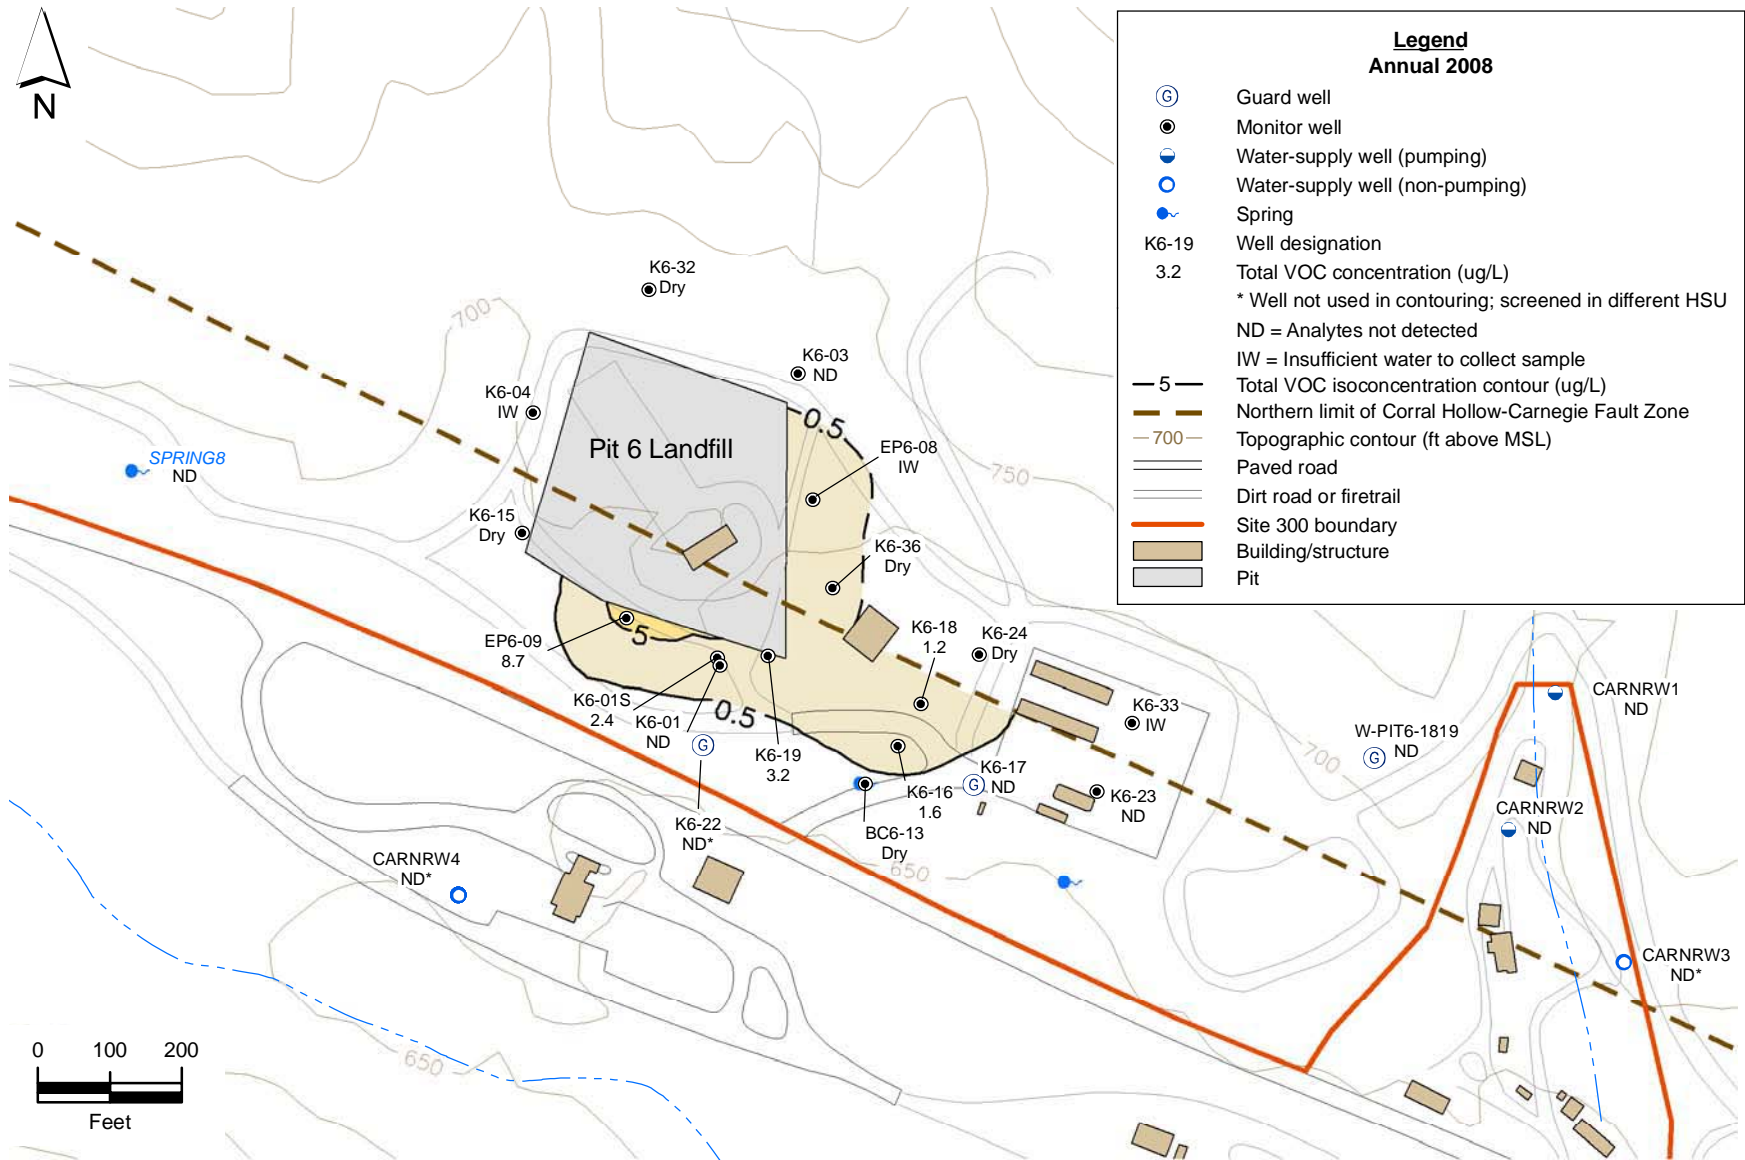 N
Legend
Annual 2008
G Guard well
Monitor well
Water-supply well (pumping)
Water-supply well (non-pumping)
Spring
K6-19 Well designation
3.2 Total VOC concentration (ug/L)
* Well not used in contouring; screened in different HSU
ND = Analytes not detected
IW = Insufficient water to collect sample
5 Total VOC isoconcentration contour (ug/L)
Northern limit of Corral Hollow-Carnegie Fault Zone
700 Topographic contour (ft above MSL)
Paved road
Dirt road or firetrail
Site 300 boundary
Building/structure
Pit
K6-32
Dry
700
K6-03
ND
K6-04
IW
0.5
Pit 6 Landfill
EP6-08
IW
SPRING8
ND
750
K6-15
Dry
K6-36
Dry
EP6-09
8.7
5
K6-18
1.2
K6-24
Dry
K6-01S
2.4
K6-01
ND
0.5
K6-19
3.2
K6-33
IW
CARNRW1
ND
W-PIT6-1819
ND
G
700
G
K6-17
ND
G
K6-16
1.6
K6-23
ND
CARNRW2
ND
K6-22
ND*
BC6-13
Dry
650
CARNRW4
ND*
CARNRW3
ND*
650
0 100 200
Feet